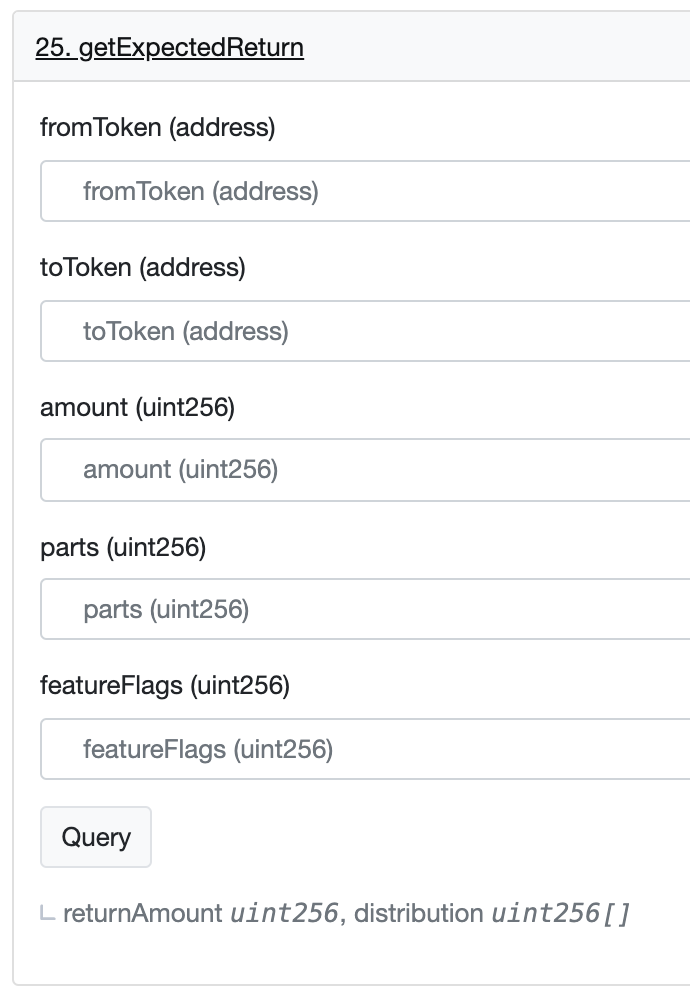 25. getExpectedReturn
fromToken (address)
fromToken (address)
toToken (address)
toToken (address)
amount (uint256)
amount (uint256)
parts (uint256)
parts (uint256)
featureFlags (uint256)
featureFlags (uint256)
Query
returnAmount uint256, distribution uint256[]